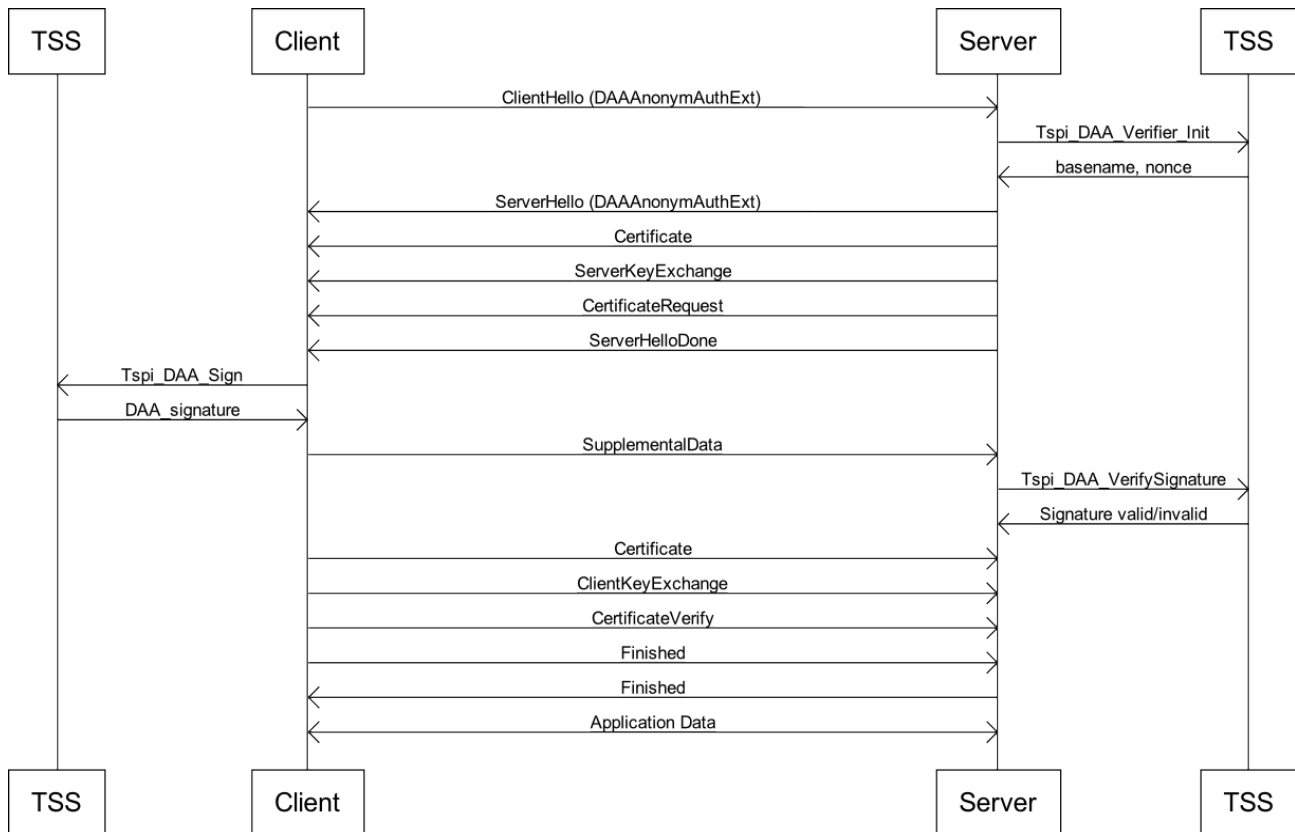 TSS
Client
Server
TSS
ClientHello (DAAAnonymAuthExt)
Tspi_DAA_Verifier_Init
basename, nonce
ServerHello (DAAAnonymAuthExt)
Certificate
ServerKeyExchange
CertificateRequest
ServerHelloDone
Tspi_DAA_Sign
DAA_signature
SupplementalData
Tspi_DAA_VerifySignature
Signature valid/invalid
Certificate
ClientKeyExchange
CertificateVerify
Finished
Finished
Application Data
TSS
Client
Server
TSS